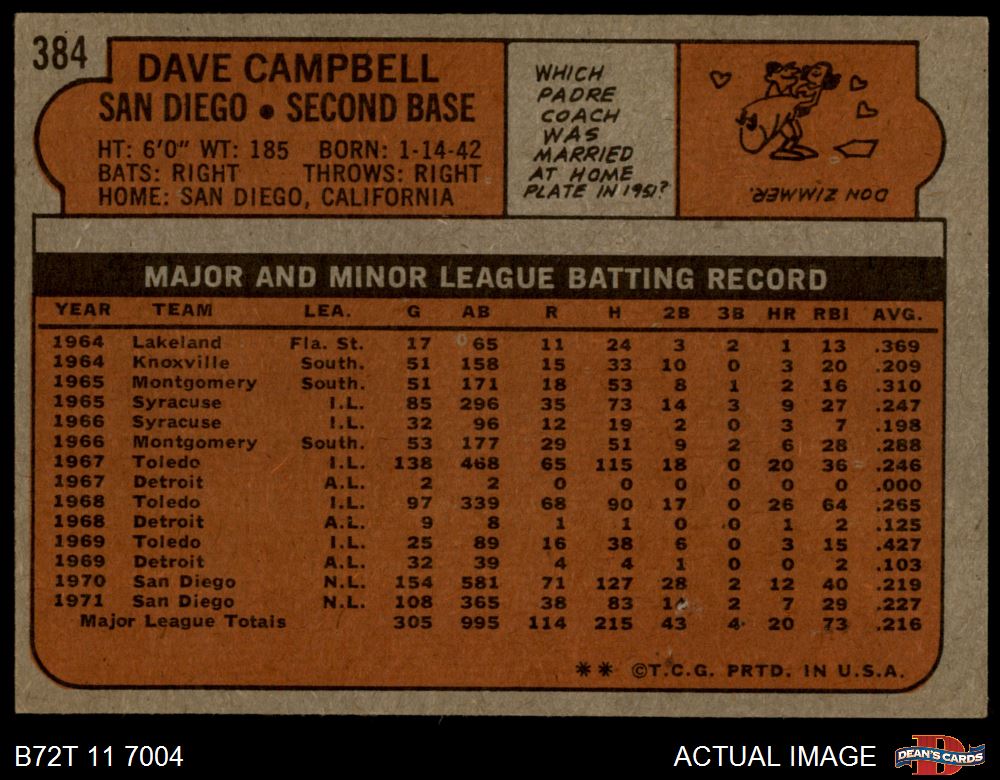 384
DAVE CAMPBELL
SAN DIEGO • SECOND BASE
HT: 6'0" WT: 185 BORN: 1-14-42
BATS: RIGHT THROWS: RIGHT
HOME: SAN DIEGO, CALIFORNIA
WHICH
PADRE
COACH
WAS
MARRIED
AT HOME
PLATE IN 1951?
DON ZIMMER.
MAJOR AND MINOR LEAGUE BATTING RECORD
YEAR TEAM LEA. G AB R H 2B 3B HR RBI AVG.
1964 Lakeland Fla. St. 17 65 11 24 3 2 1 13 .369
1964 Knoxville South. 51 158 15 33 10 0 3 20 .209
1965 Montgomery South. 51 171 18 53 8 1 2 16 .310
1965 Syracuse I.L. 85 296 35 73 14 3 9 27 .247
1966 Syracuse I.L. 32 96 12 19 2 0 3 7 .198
1966 Montgomery South. 53 177 29 51 9 2 6 28 .288
1967 Toledo I.L. 138 468 65 115 18 0 20 36 .246
1967 Detroit A.L. 2 2 0 0 0 0 0 0 .000
1968 Toledo I.L. 97 339 68 90 17 0 26 64 .265
1968 Detroit A.L. 9 8 1 1 0 0 1 2 .125
1969 Toledo I.L. 25 89 16 38 6 0 3 15 .427
1969 Detroit A.L. 32 39 4 4 1 0 0 2 .103
1970 San Diego N.L. 154 581 71 127 28 2 12 40 .219
1971 San Diego N.L. 108 365 38 83 14 2 7 29 .227
Major League Totals 305 995 114 215 43 4 20 73 .216
** ©T.C.G. PRTD. IN U.S.A.
B72T 11 7004
ACTUAL IMAGE
DEAN'S CARDS